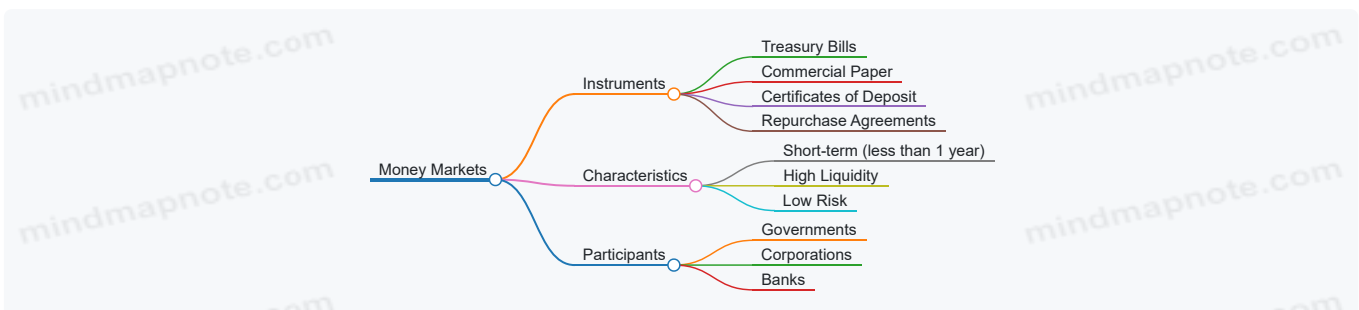 mindmapnote.com
mindmapnote.com
Treasury Bills
Commercial Paper
Instruments
Certificates of Deposit
Repurchase Agreements
Money Markets
Short-term (less than 1 year)
Characteristics
High Liquidity
Low Risk
mindmapnote.com
mindmapnote.com
Governments
Participants
Corporations
Banks